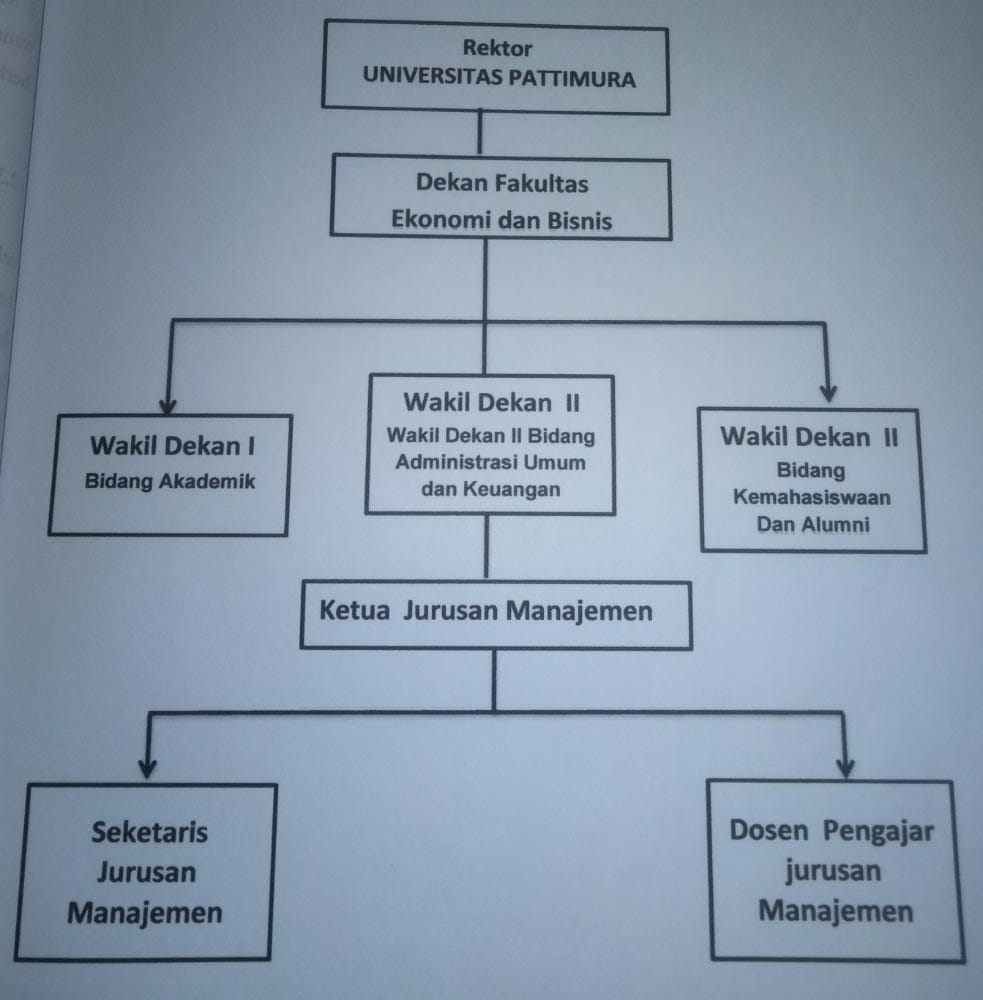 Rektor
UNIVERSITAS PATTIMURA
Dekan Fakultas
Ekonomi dan Bisnis
Wakil Dekan I
Bidang Akademik
Wakil Dekan II
Wakil Dekan II Bidang
Administrasi Umum
dan Keuangan
Wakil Dekan II
Bidang
Kemahasiswaan
Dan Alumni
Ketua Jurusan Manajemen
Seketaris
Jurusan
Manajemen
Dosen Pengajar
jurusan
Manajemen